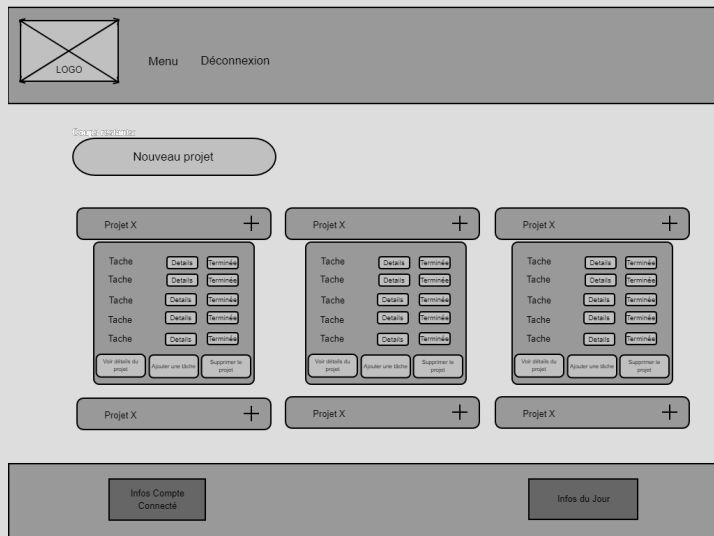 LOGO
Menu Déconnexion
Nouveau projet
Projet X + Projet X + Projet X +
Tache Details Terminée Tache Details Terminée Tache Details Terminée
Tache Details Terminée Tache Details Terminée Tache Details Terminée
Tache Details Terminée Tache Details Terminée Tache Details Terminée
Tache Details Terminée Tache Details Terminée Tache Details Terminée
Tache Details Terminée Tache Details Terminée Tache Details Terminée
Voir détails du projet Ajouter une tâche Supprimer le projet Voir détails du projet Ajouter une tâche Supprimer le projet Voir détails du projet Ajouter une tâche Supprimer le projet
Projet X + Projet X + Projet X +
Infos Compte
Connecté
Infos du Jour